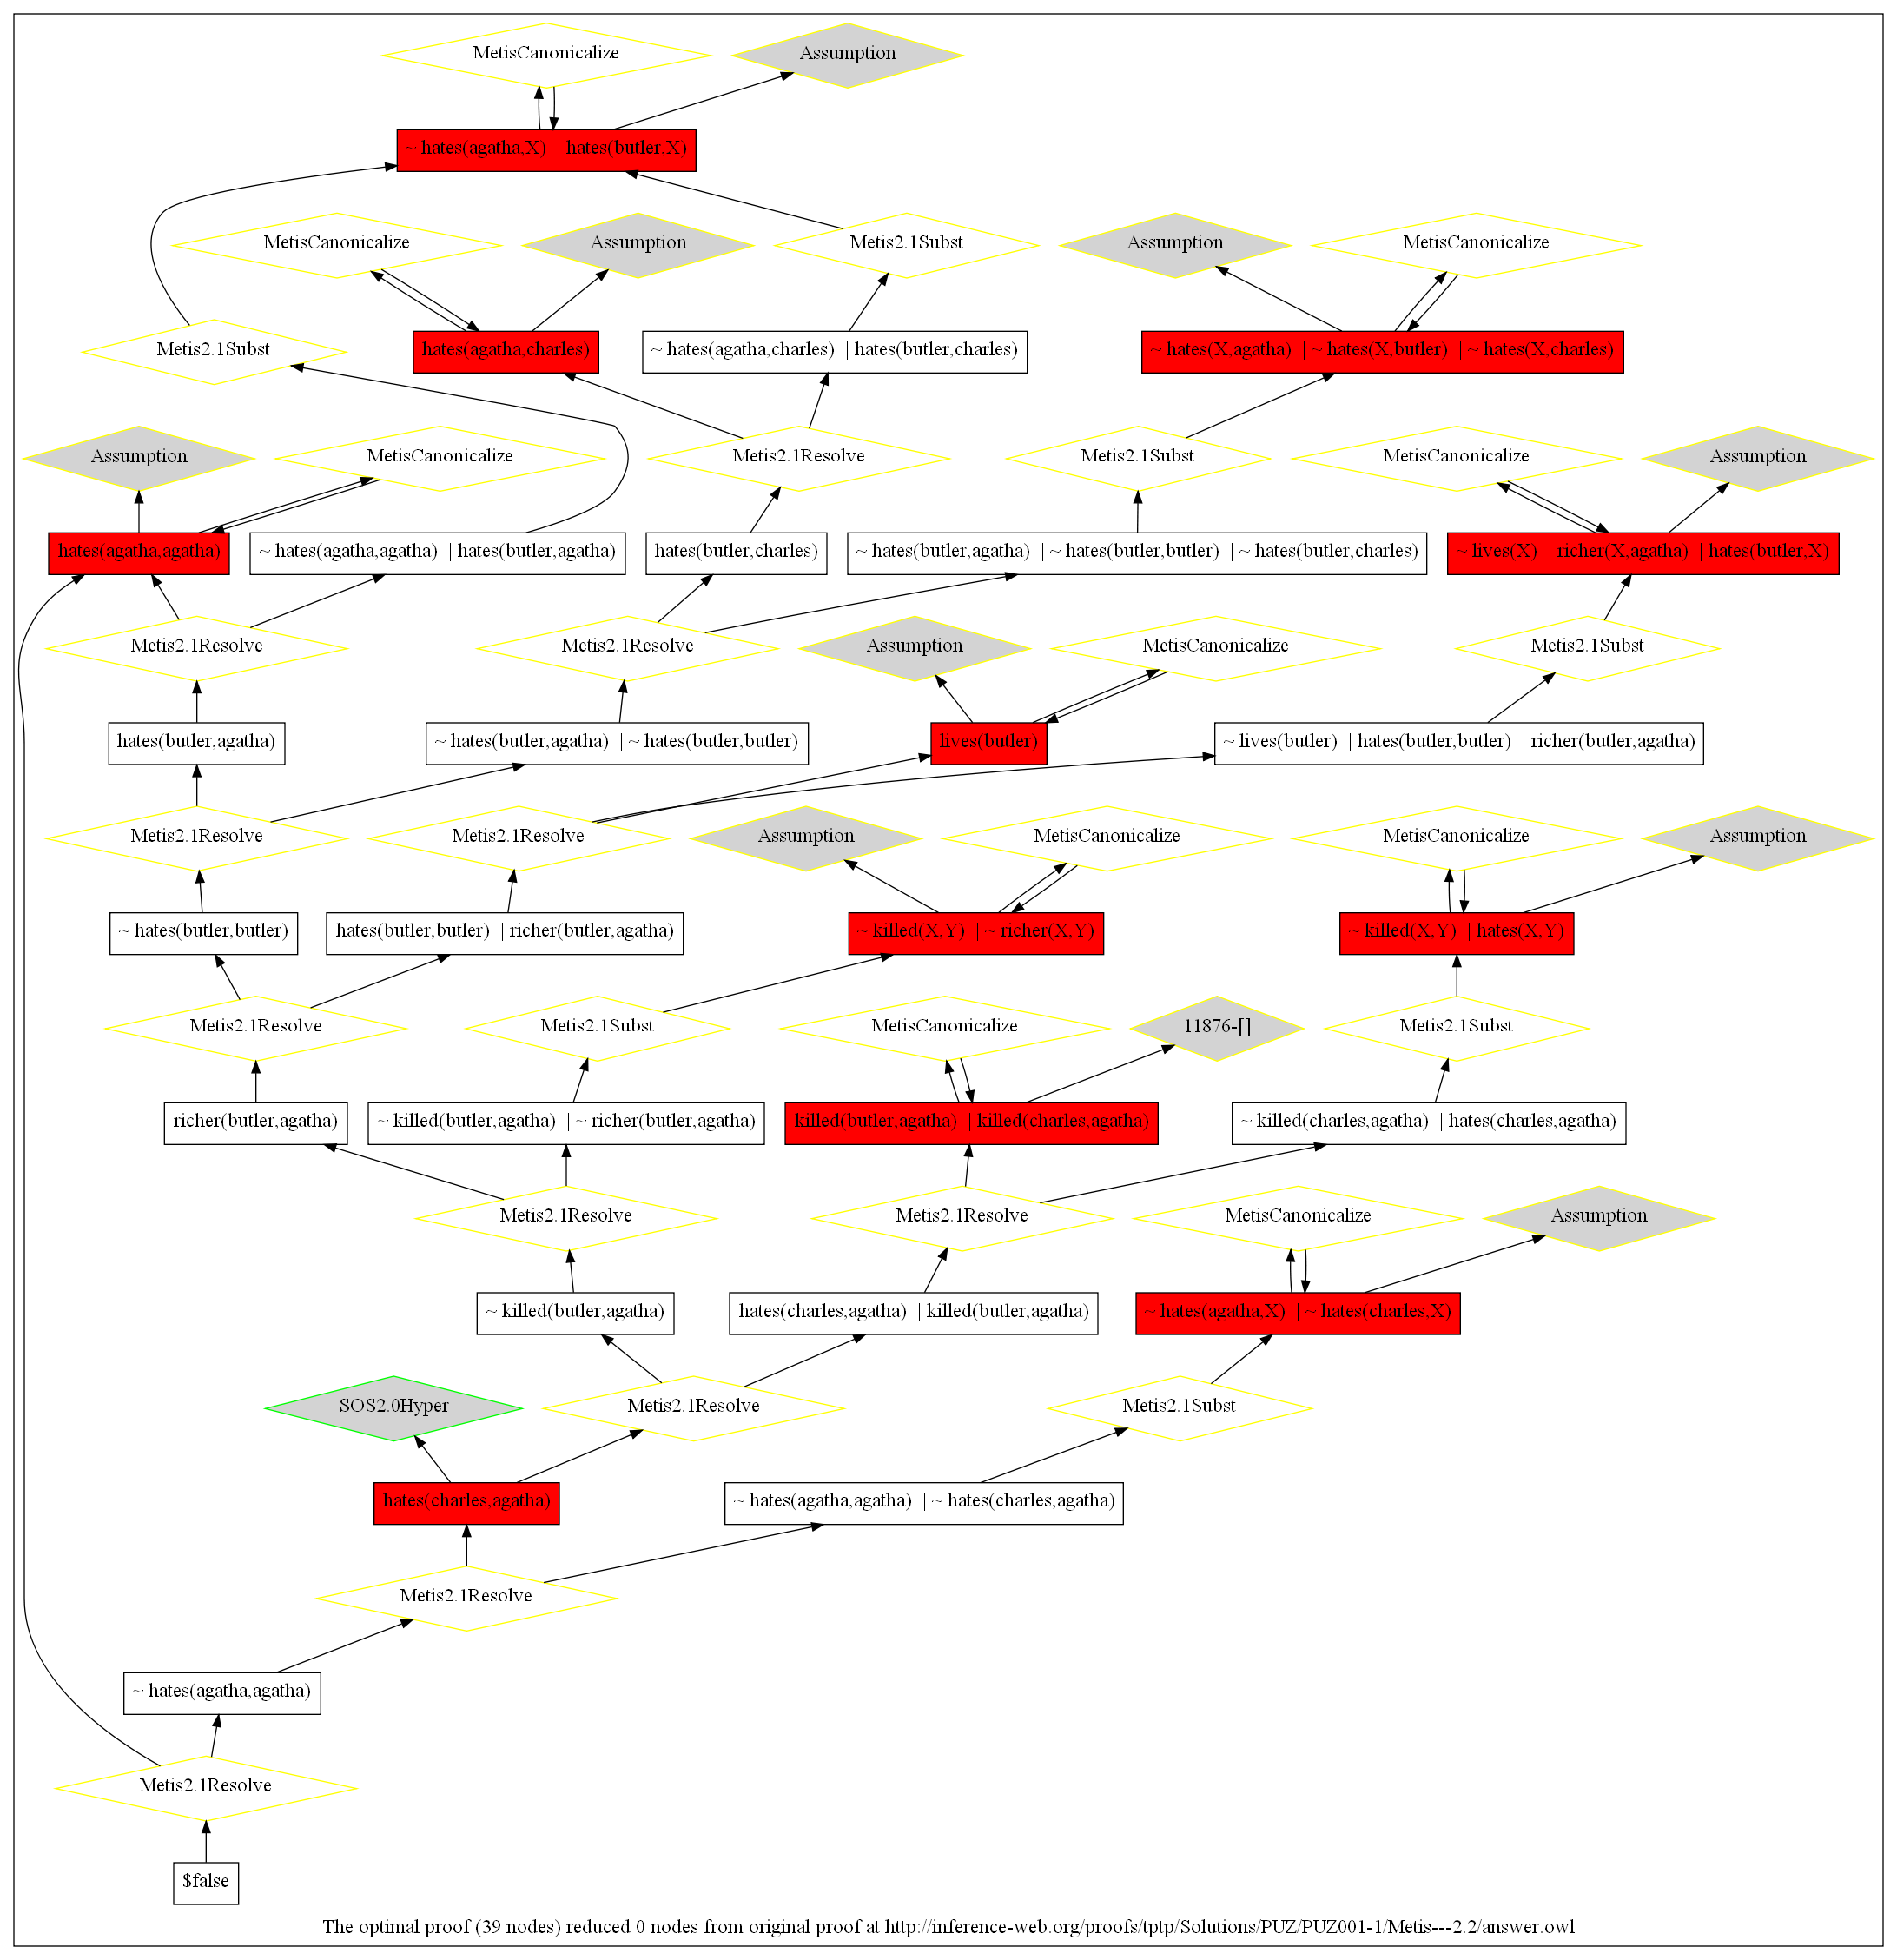 MetisCanonicalize
Assumption
~ hates(agatha,X) | hates(butler,X)
MetisCanonicalize
Assumption
Metis2.1Subst
Assumption
MetisCanonicalize
Metis2.1Subst
hates(agatha,charles)
~ hates(agatha,charles) | hates(butler,charles)
~ hates(X,agatha) | ~ hates(X,butler) | ~ hates(X,charles)
Assumption
MetisCanonicalize
Metis2.1Resolve
Metis2.1Subst
MetisCanonicalize
Assumption
hates(agatha,agatha)
~ hates(agatha,agatha) | hates(butler,agatha)
hates(butler,charles)
~ hates(butler,agatha) | ~ hates(butler,butler) | ~ hates(butler,charles)
~ lives(X) | richer(X,agatha) | hates(butler,X)
Metis2.1Resolve
Metis2.1Resolve
Assumption
MetisCanonicalize
Metis2.1Subst
hates(butler,agatha)
~ hates(butler,agatha) | ~ hates(butler,butler)
lives(butler)
~ lives(butler) | hates(butler,butler) | richer(butler,agatha)
Metis2.1Resolve
Metis2.1Resolve
Assumption
MetisCanonicalize
MetisCanonicalize
Assumption
~ hates(butler,butler)
hates(butler,butler) | richer(butler,agatha)
~ killed(X,Y) | ~ richer(X,Y)
~ killed(X,Y) | hates(X,Y)
Metis2.1Resolve
Metis2.1Subst
MetisCanonicalize
11876-[]
Metis2.1Subst
richer(butler,agatha)
~ killed(butler,agatha) | ~ richer(butler,agatha)
killed(butler,agatha) | killed(charles,agatha)
~ killed(charles,agatha) | hates(charles,agatha)
Metis2.1Resolve
Metis2.1Resolve
MetisCanonicalize
Assumption
~ killed(butler,agatha)
hates(charles,agatha) | killed(butler,agatha)
~ hates(agatha,X) | ~ hates(charles,X)
SOS2.0Hyper
Metis2.1Resolve
Metis2.1Subst
hates(charles,agatha)
~ hates(agatha,agatha) | ~ hates(charles,agatha)
Metis2.1Resolve
~ hates(agatha,agatha)
Metis2.1Resolve
$false
The optimal proof (39 nodes) reduced 0 nodes from original proof at http://inference-web.org/proofs/tptp/Solutions/PUZ/PUZ001-1/Metis---2.2/answer.owl